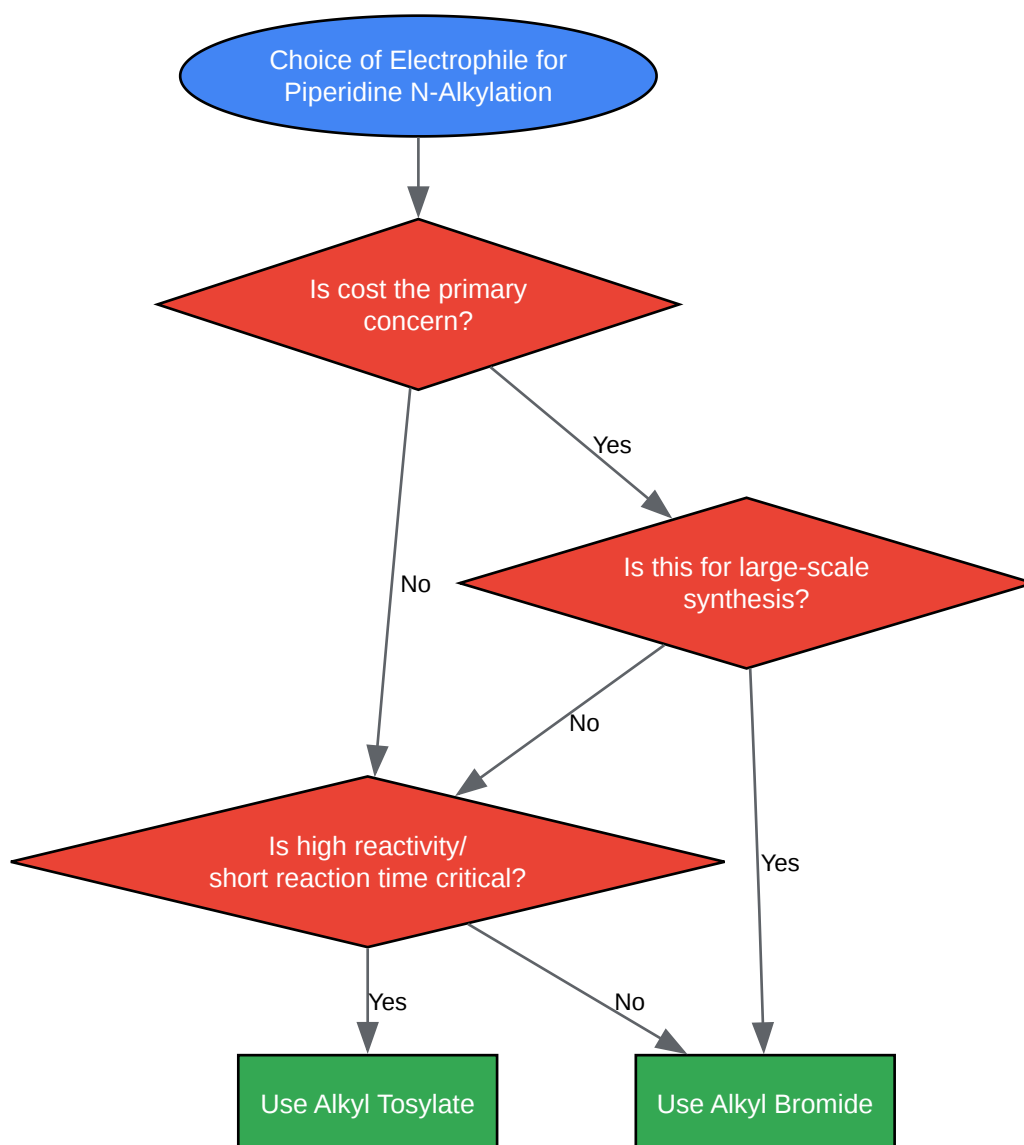 Choice of Electrophile for
Piperidine N-Alkylation
Is cost the primary
concern?
Yes
Is this for large-scale
synthesis?
No
No
Is high reactivity/
short reaction time critical?
Yes
Yes
No
Use Alkyl Tosylate
Use Alkyl Bromide